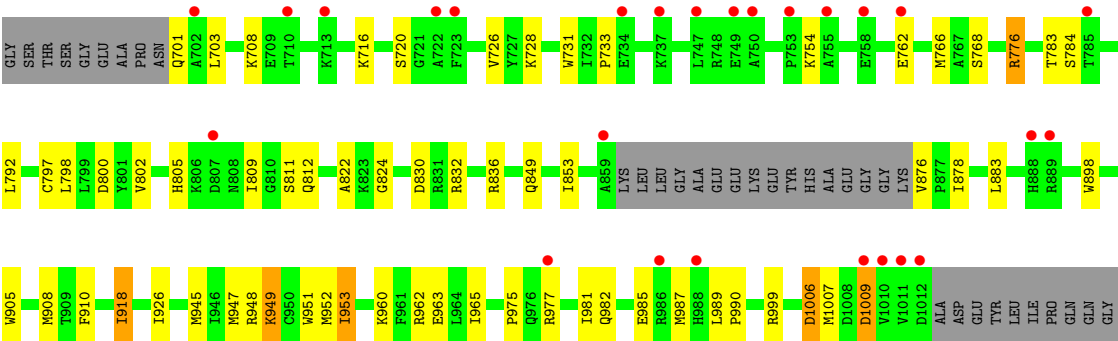 GLY SER THR SER GLY GLU ALA PRO ASN Q701 A702 L703 K708 E709 T710 K713 K716 S720 G721 A722 F723 V726 Y727 K728 W731 I732 P733 E734 K737 L747 R748 E749 A750 P753 K754 A755 E758 E762 M766 A767 S768 R776 T783 S784 T785
L792 C797 L798 L799 D800 Y801 V802 H805 K806 D807 N808 I809 G810 S811 Q812 A822 K823 G824 D830 R831 R832 R836 Q849 I853 A859 LYS LEU LEU GLY ALA GLU GLU LYS GLU TYR HIS ALA GLU GLY GLY LYS V876 P877 I878 L883 H888 R889 W898
W905 M908 T909 F910 I918 I926 M945 I946 M947 R948 K949 C950 W951 M952 I953 K960 F961 R962 E963 L964 I965 P975 Q976 R977 I981 Q982 E985 R986 M987 H988 L989 P990 R999 D1006 M1007 D1008 D1009 V1010 V1011 D1012 ALA ASP GLU TYR LEU ILE PRO GLN GLN GLY